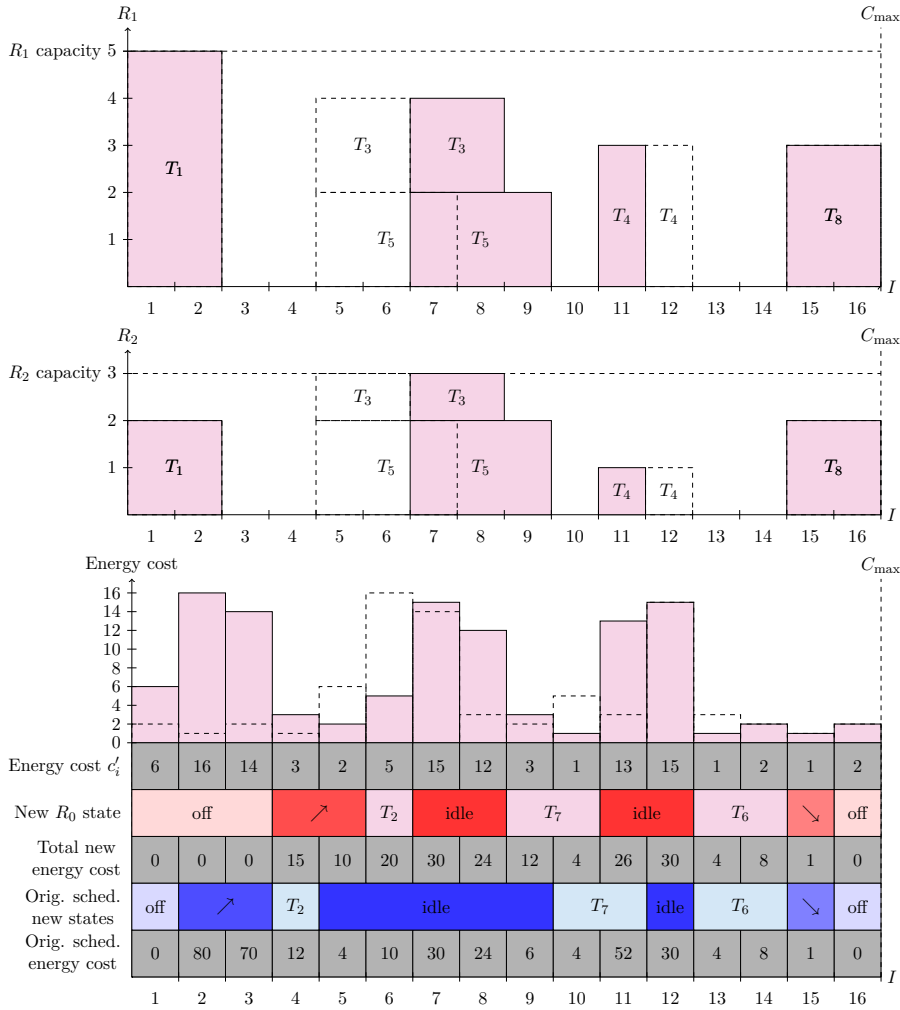 R₁ C_max
R₁ capacity 5
4
3
2
1
T₁ T₃ T₃ T₅ T₅ T₄ T₄ T₈
1 2 3 4 5 6 7 8 9 10 11 12 13 14 15 16 I
R₂ C_max
R₂ capacity 3
2
1
T₁ T₃ T₃ T₅ T₅ T₄ T₄ T₈
1 2 3 4 5 6 7 8 9 10 11 12 13 14 15 16 I
Energy cost C_max
16
14
12
10
8
6
4
2
0
Energy cost c′ᵢ 6 16 14 3 2 5 15 12 3 1 13 15 1 2 1 2
New R₀ state off ↗ T₂ idle T₇ idle T₆ ↘ off
Total new
energy cost 0 0 0 15 10 20 30 24 12 4 26 30 4 8 1 0
Orig. sched.
new states off ↗ T₂ idle T₇ idle T₆ ↘ off
Orig. sched.
energy cost 0 80 70 12 4 10 30 24 6 4 52 30 4 8 1 0
1 2 3 4 5 6 7 8 9 10 11 12 13 14 15 16 I